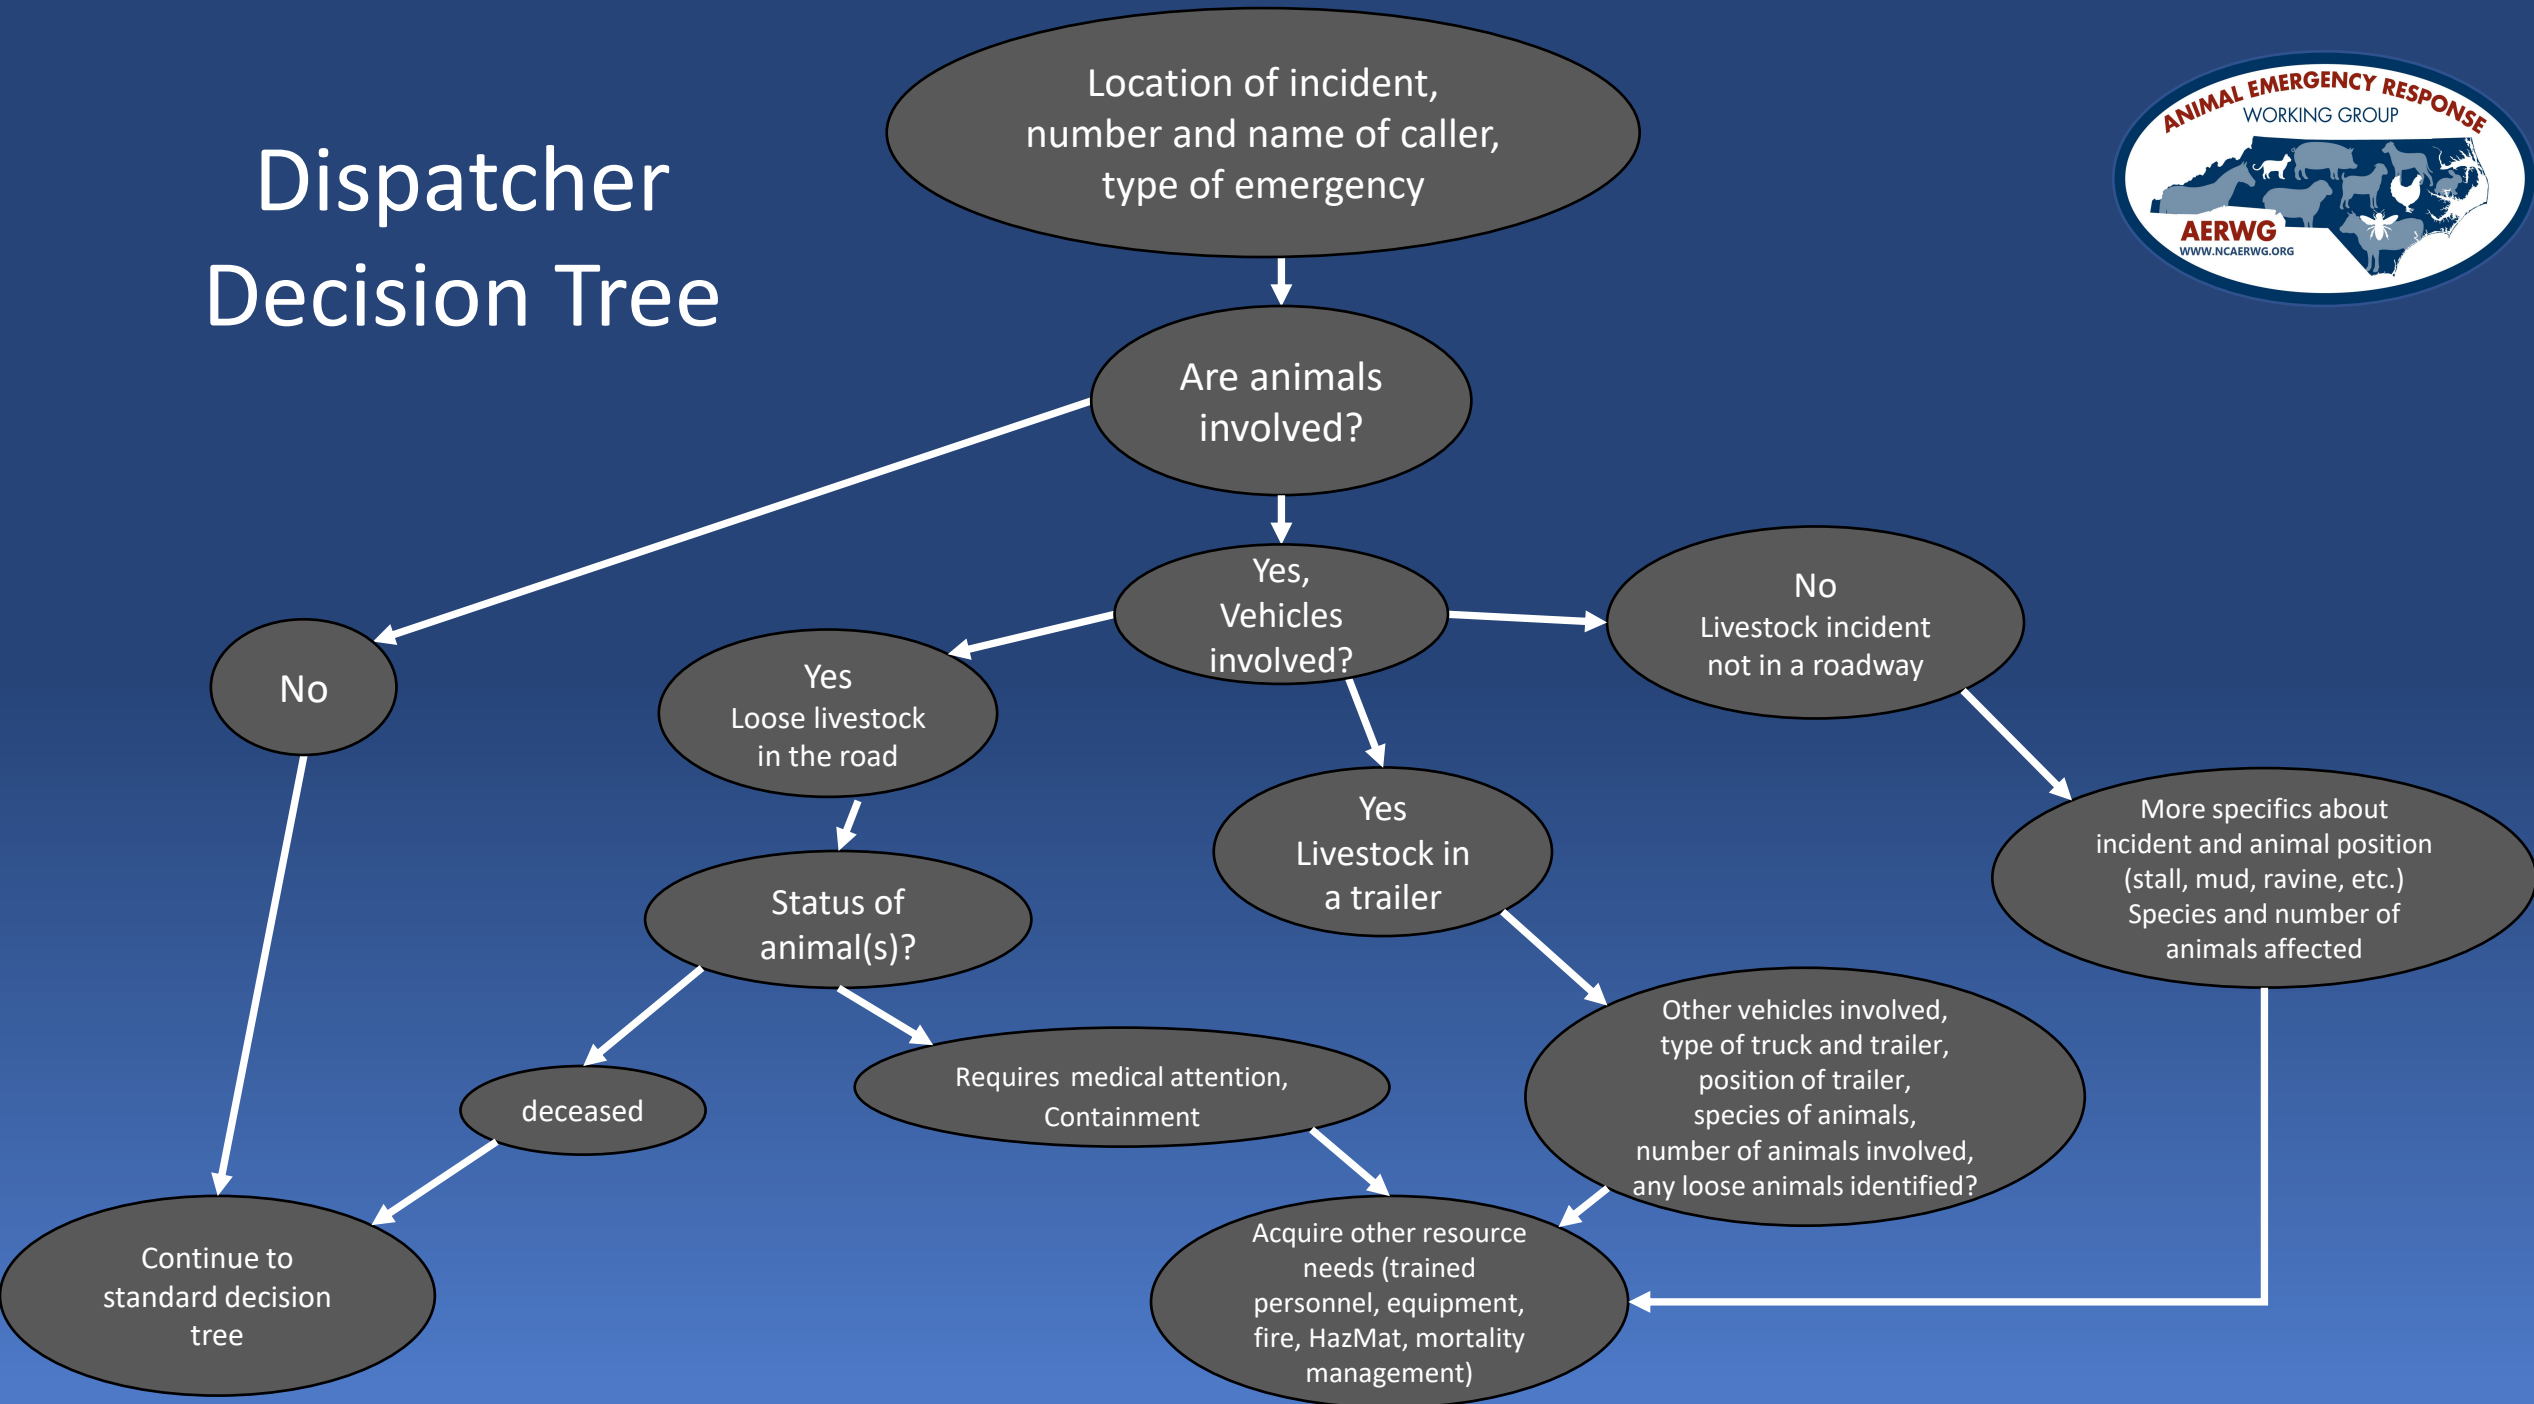 Dispatcher
Decision Tree
Location of incident,
number and name of caller,
type of emergency
ANIMAL EMERGENCY RESPONSE
WORKING GROUP
AERWG
WWW.NCAERWG.ORG
Are animals
involved?
Yes,
Vehicles
involved?
No
Livestock incident
not in a roadway
No
Yes
Loose livestock
in the road
Yes
Livestock in
a trailer
More specifics about
incident and animal position
(stall, mud, ravine, etc.)
Species and number of
animals affected
Status of
animal(s)?
deceased
Requires  medical attention,
Containment
Other vehicles involved,
type of truck and trailer,
position of trailer,
species of animals,
number of animals involved,
any loose animals identified?
Continue to
standard decision
tree
Acquire other resource
needs (trained
personnel, equipment,
fire, HazMat, mortality
management)